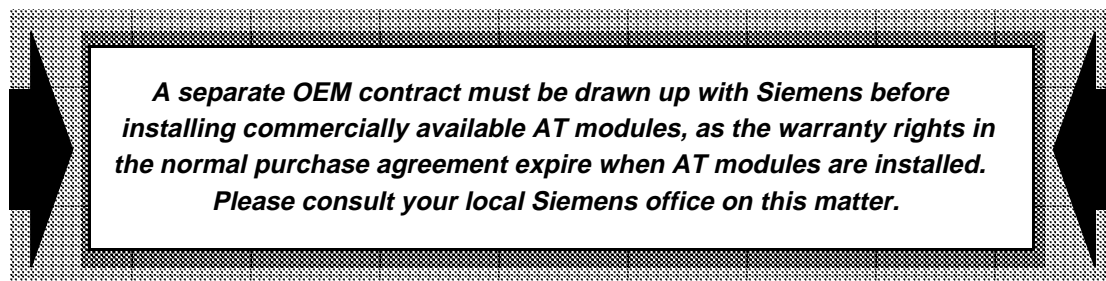 A separate OEM contract must be drawn up with Siemens before
installing commercially available AT modules, as the warranty rights in
the normal purchase agreement expire when AT modules are installed.
Please consult your local Siemens office on this matter.